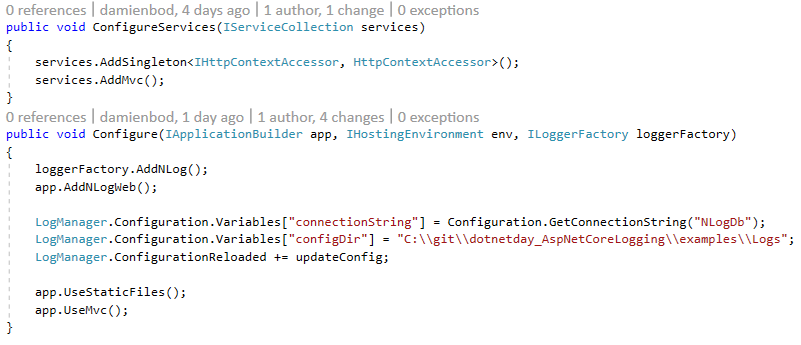 0 references | damienbod, 4 days ago | 1 author, 1 change | 0 exceptions
public void ConfigureServices(IServiceCollection services)
{
    services.AddSingleton<IHttpContextAccessor, HttpContextAccessor>();
    services.AddMvc();
}
0 references | damienbod, 1 day ago | 1 author, 4 changes | 0 exceptions
public void Configure(IApplicationBuilder app, IHostingEnvironment env, ILoggerFactory loggerFactory)
{
    loggerFactory.AddNLog();
    app.AddNLogWeb();

    LogManager.Configuration.Variables["connectionString"] = Configuration.GetConnectionString("NLogDb");
    LogManager.Configuration.Variables["configDir"] = "C:\\git\\dotnetday_AspNetCoreLogging\\examples\\Logs";
    LogManager.ConfigurationReloaded += updateConfig;

    app.UseStaticFiles();
    app.UseMvc();
}